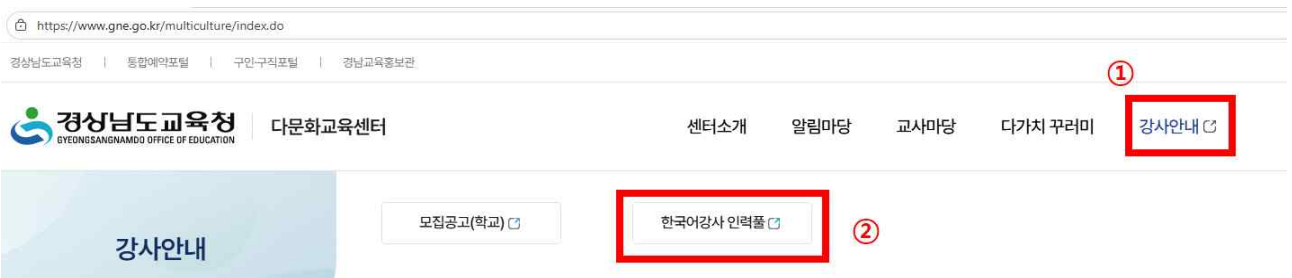 https://www.gne.go.kr/multiculture/index.do
경상남도교육청 | 통합예약포털 | 구인·구직포털 | 경남교육홍보관
①
경상남도교육청 다문화교육센터 센터소개 알림마당 교사마당 다가치 꾸러미 강사안내
GYEONGSANGNAMDO OFFICE OF EDUCATION
모집공고(학교) 한국어강사 인력풀 ②
강사안내